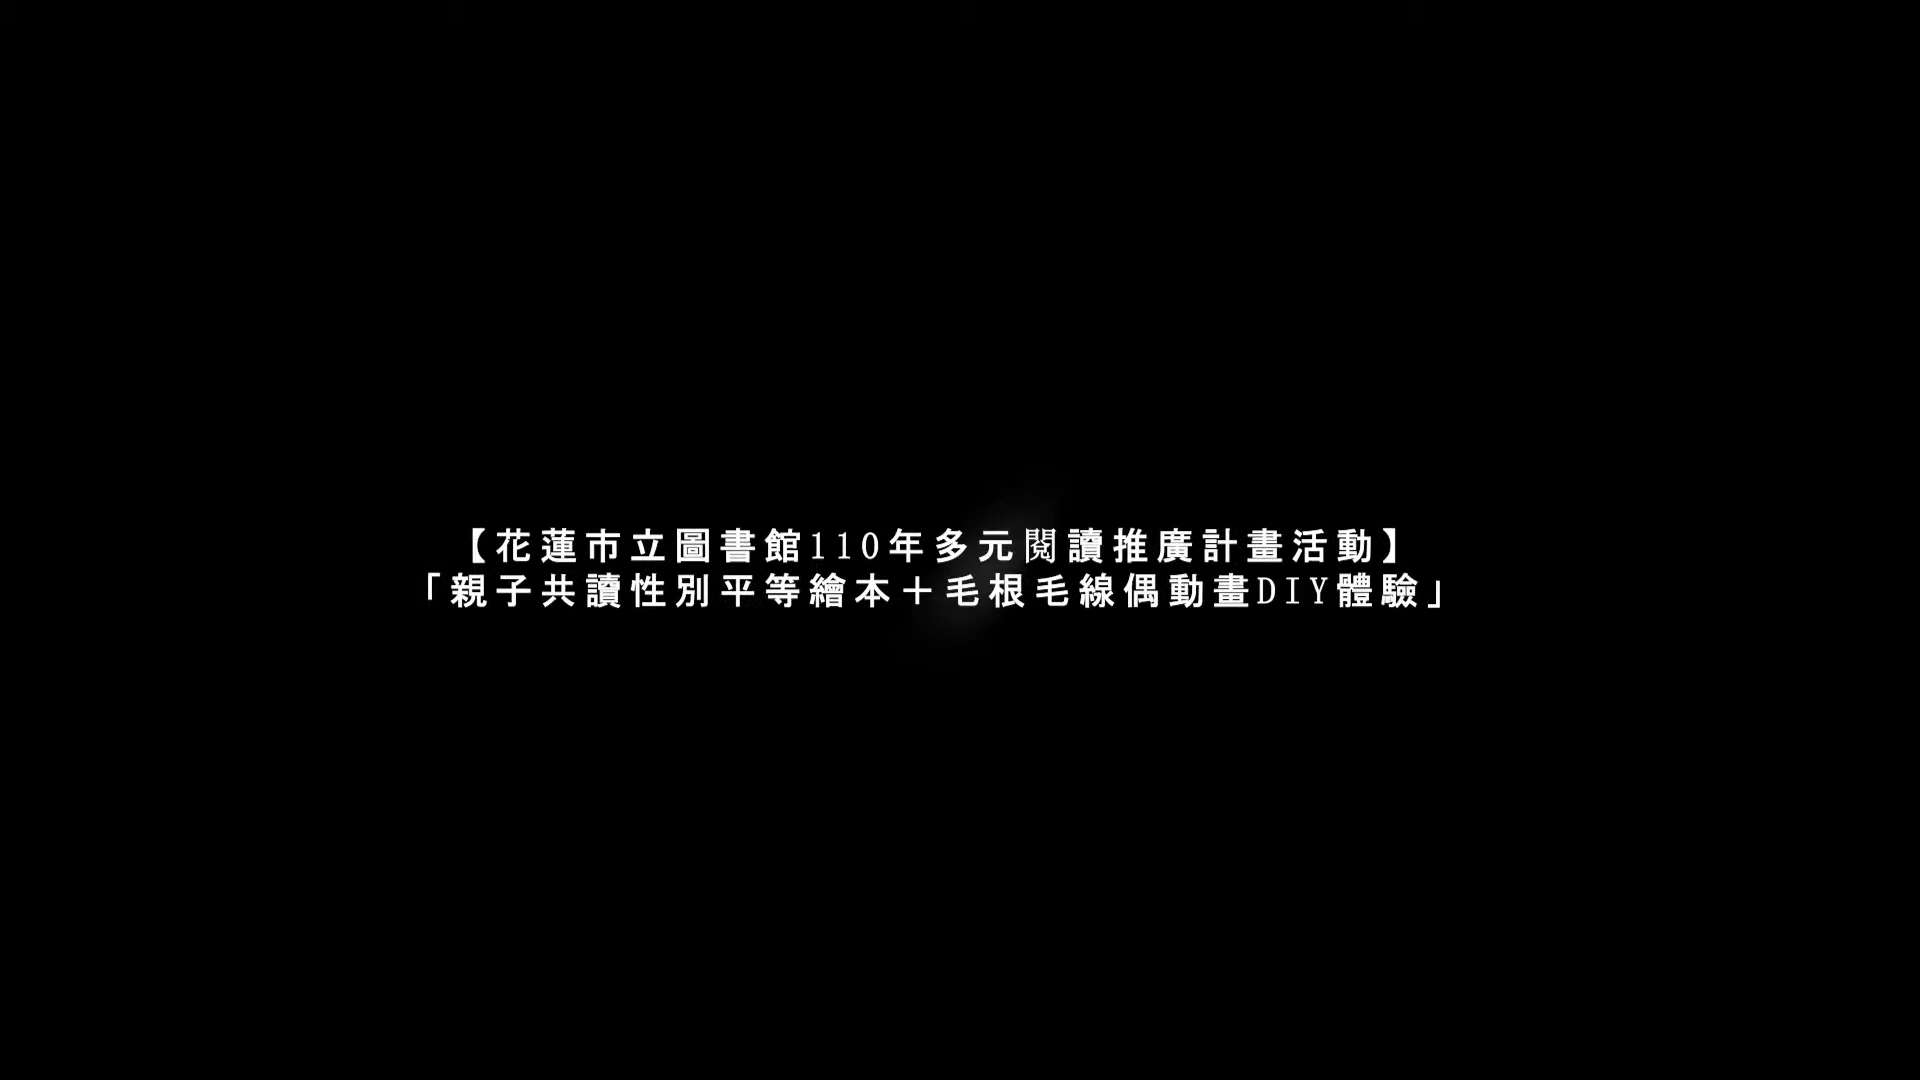 【花蓮市立圖書館110年多元閱讀推廣計畫活動】
「親子共讀性別平等繪本＋毛根毛線偶動畫DIY體驗」